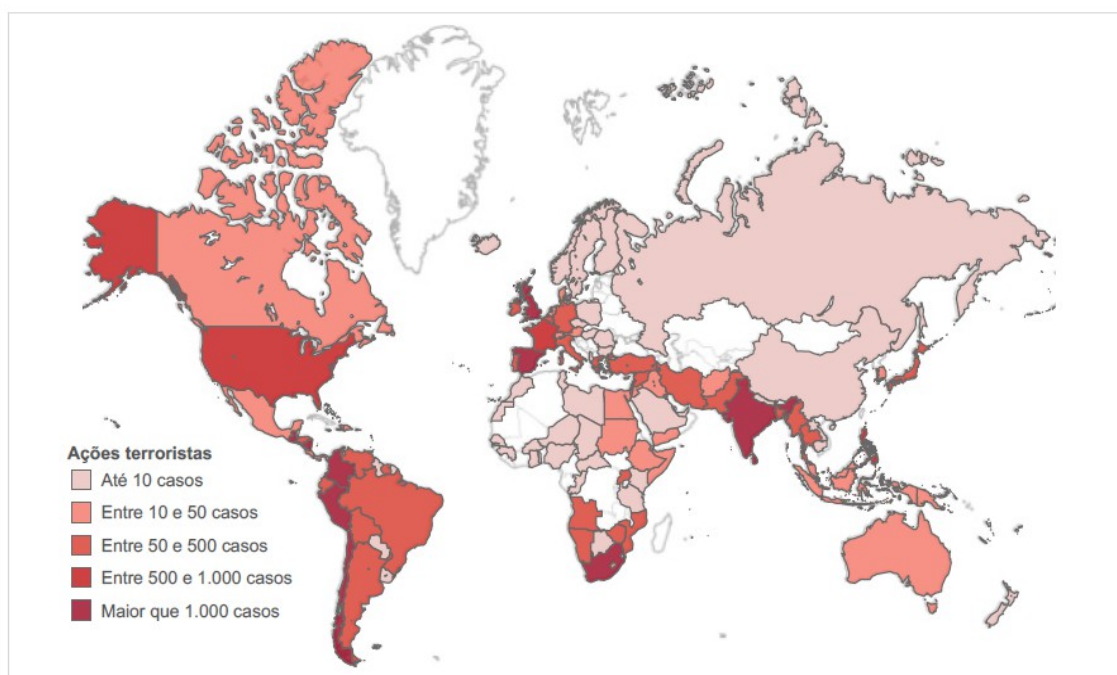 Ações terroristas
Até 10 casos
Entre 10 e 50 casos
Entre 50 e 500 casos
Entre 500 e 1.000 casos
Maior que 1.000 casos